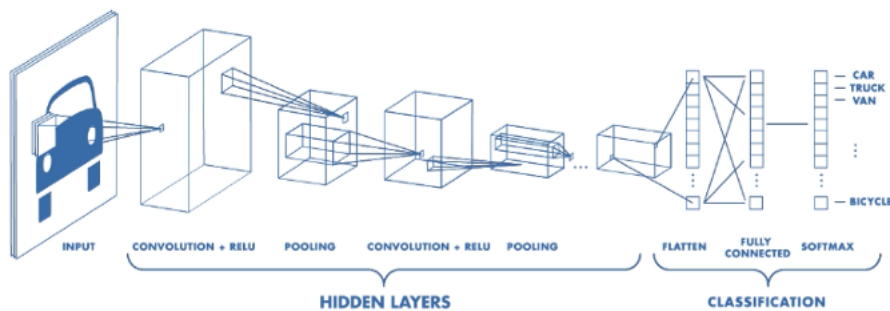 CAR
TRUCK
VAN
BICYCLE
INPUT
CONVOLUTION + RELU
POOLING
CONVOLUTION + RELU
POOLING
FLATTEN
FULLY
CONNECTED
SOFTMAX
HIDDEN LAYERS
CLASSIFICATION